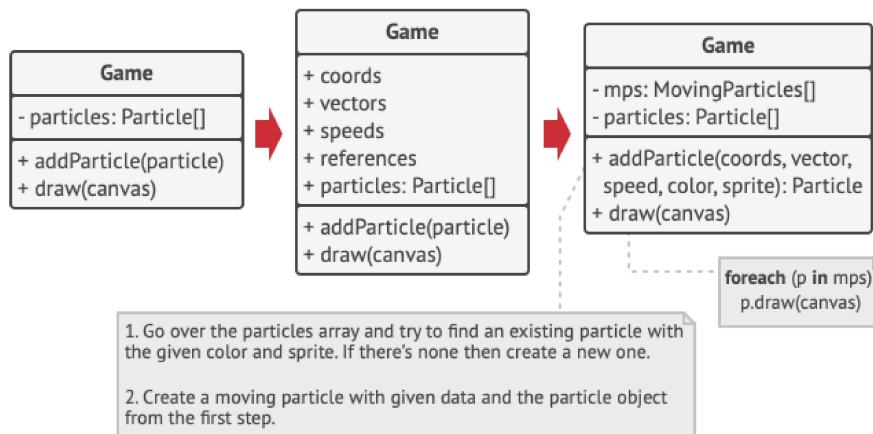 Game
- particles: Particle[]
+ addParticle(particle)
+ draw(canvas)
Game
+ coords
+ vectors
+ speeds
+ references
+ particles: Particle[]
+ addParticle(particle)
+ draw(canvas)
Game
- mps: MovingParticles[]
- particles: Particle[]
+ addParticle(coords, vector,
speed, color, sprite): Particle
+ draw(canvas)
foreach (p in mps)
p.draw(canvas)
1. Go over the particles array and try to find an existing particle with
the given color and sprite. If there's none then create a new one.
2. Create a moving particle with given data and the particle object
from the first step.